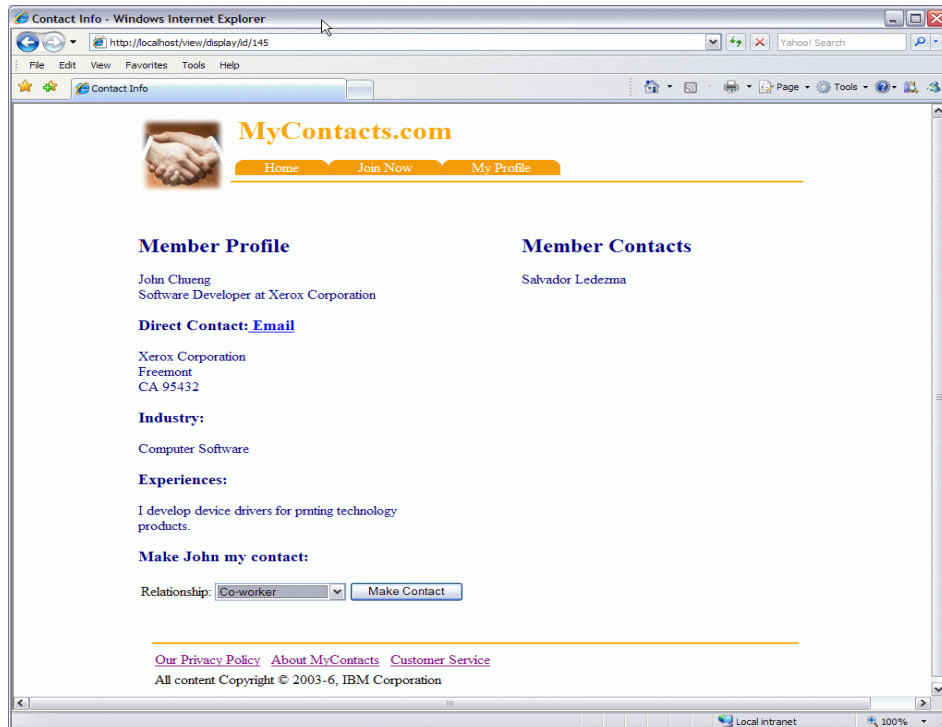 Contact Info - Windows Internet Explorer
http://localhost/view/display/id/145
Yahoo! Search
File Edit View Favorites Tools Help
Contact Info
Page Tools
MyContacts.com
Home Join Now My Profile
Member Profile
Member Contacts
John Chueng
Salvador Ledezma
Software Developer at Xerox Corporation
Direct Contact: Email
Xerox Corporation
Freemont
CA 95432
Industry:
Computer Software
Experiences:
I develop device drivers for prnting technology
products.
Make John my contact:
Relationship: Co-worker Make Contact
Our Privacy Policy About MyContacts Customer Service
All content Copyright © 2003-6, IBM Corporation
Local intranet 100%